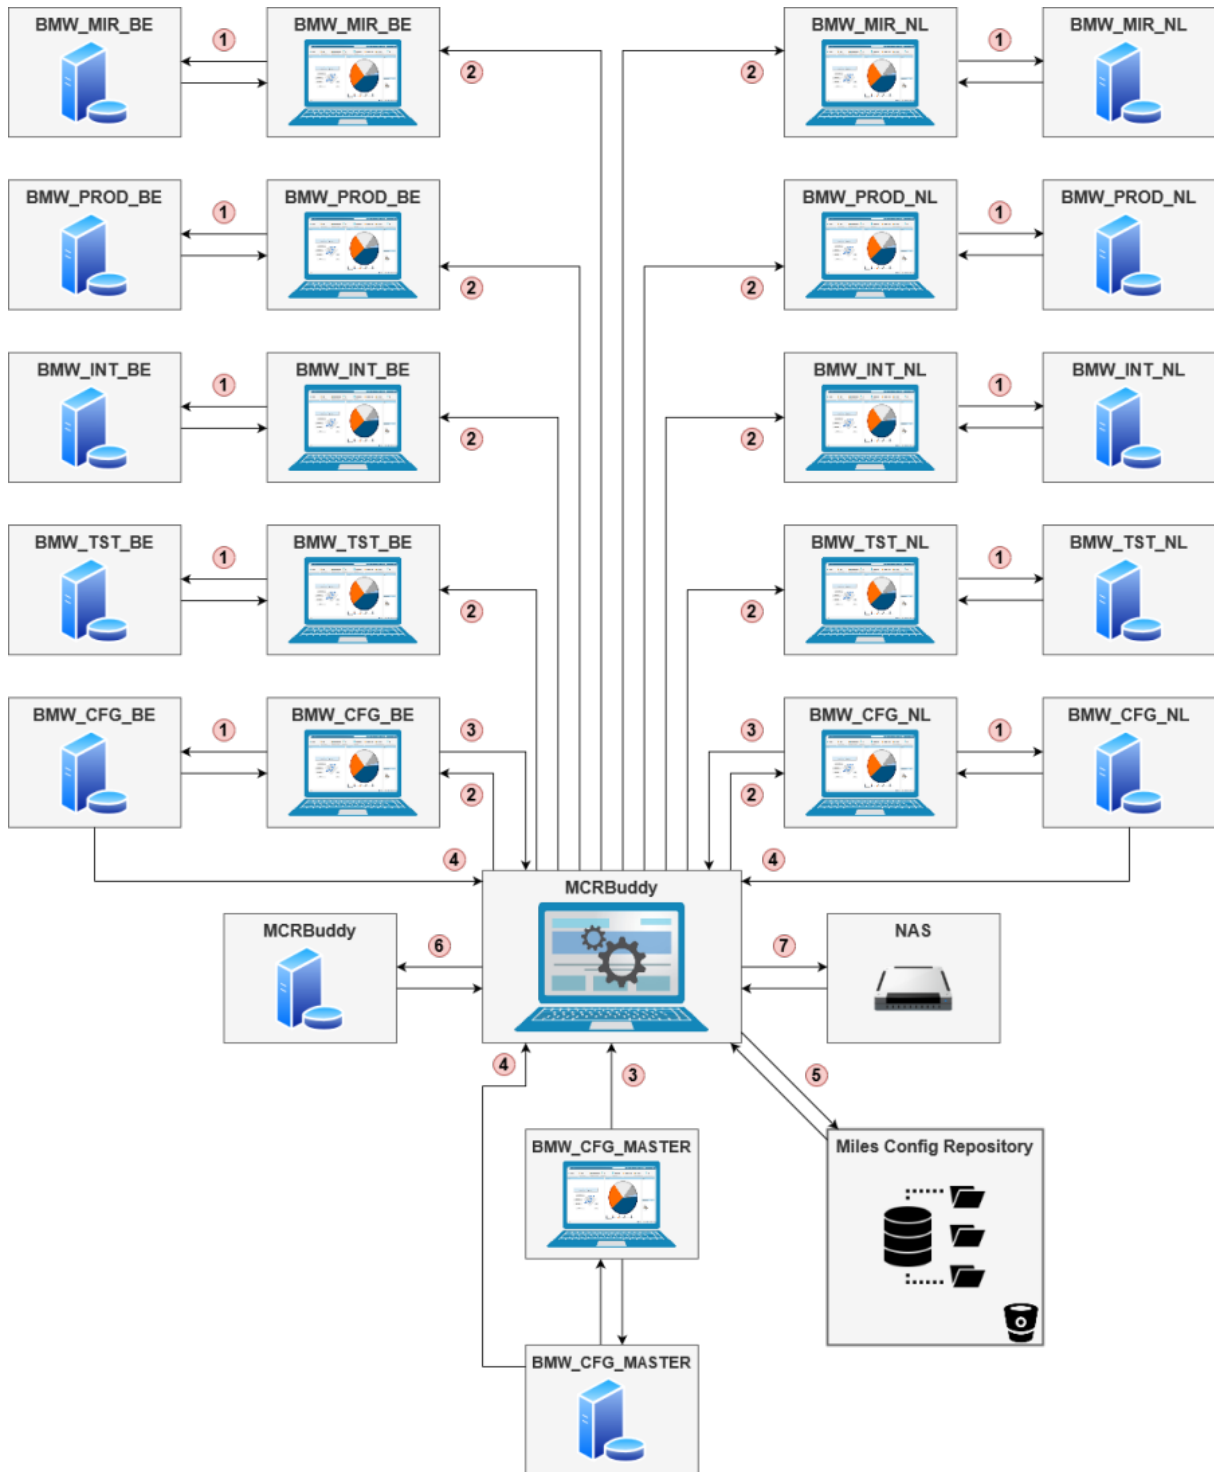 BMW_MIR_BE
1
BMW_MIR_BE
2
BMW_MIR_NL
2
1
BMW_MIR_NL
BMW_PROD_BE
1
BMW_PROD_BE
2
BMW_PROD_NL
2
1
BMW_PROD_NL
BMW_INT_BE
1
BMW_INT_BE
2
BMW_INT_NL
2
1
BMW_INT_NL
BMW_TST_BE
1
BMW_TST_BE
2
BMW_TST_NL
2
1
BMW_TST_NL
BMW_CFG_BE
1
BMW_CFG_BE
3
2
3
2
BMW_CFG_NL
1
BMW_CFG_NL
4
4
MCRBuddy
MCRBuddy
6
7
NAS
4
3
5
BMW_CFG_MASTER
Miles Config Repository
BMW_CFG_MASTER